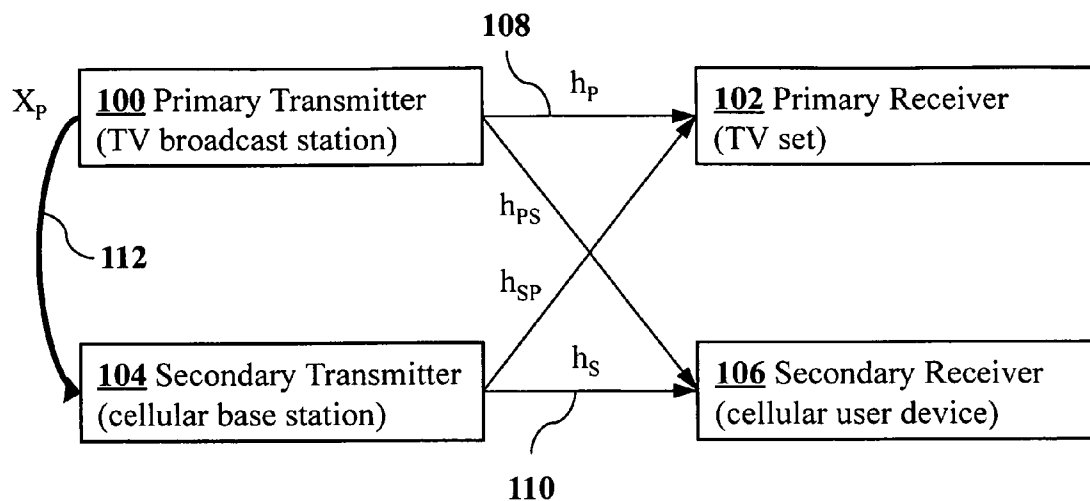 108
X_P
100 Primary Transmitter
(TV broadcast station)
h_P
102 Primary Receiver
(TV set)
h_PS
112
h_SP
104 Secondary Transmitter
(cellular base station)
h_S
106 Secondary Receiver
(cellular user device)
110